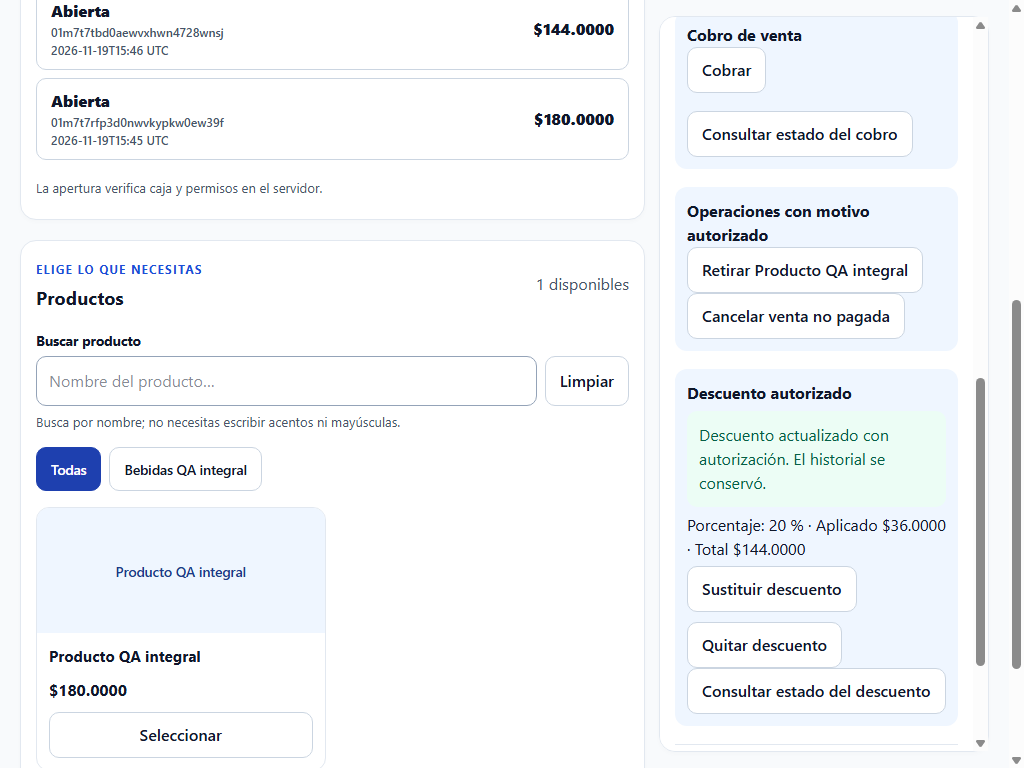 Abierta
01m7t7tbd0aewvxhwn4728wnsj
2026-11-19T15:46 UTC
$144.0000
Abierta
01m7t7rfp3d0nwvkypkw0ew39f
2026-11-19T15:45 UTC
$180.0000
La apertura verifica caja y permisos en el servidor.
ELIGE LO QUE NECESITAS
Productos
1 disponibles
Buscar producto
Nombre del producto...
Limpiar
Busca por nombre; no necesitas escribir acentos ni mayúsculas.
Todas
Bebidas QA integral
Producto QA integral
Producto QA integral
$180.0000
Seleccionar
Cobro de venta
Cobrar
Consultar estado del cobro
Operaciones con motivo
autorizado
Retirar Producto QA integral
Cancelar venta no pagada
Descuento autorizado
Descuento actualizado con
autorización. El historial se
conservó.
Porcentaje: 20 % · Aplicado $36.0000
· Total $144.0000
Sustituir descuento
Quitar descuento
Consultar estado del descuento